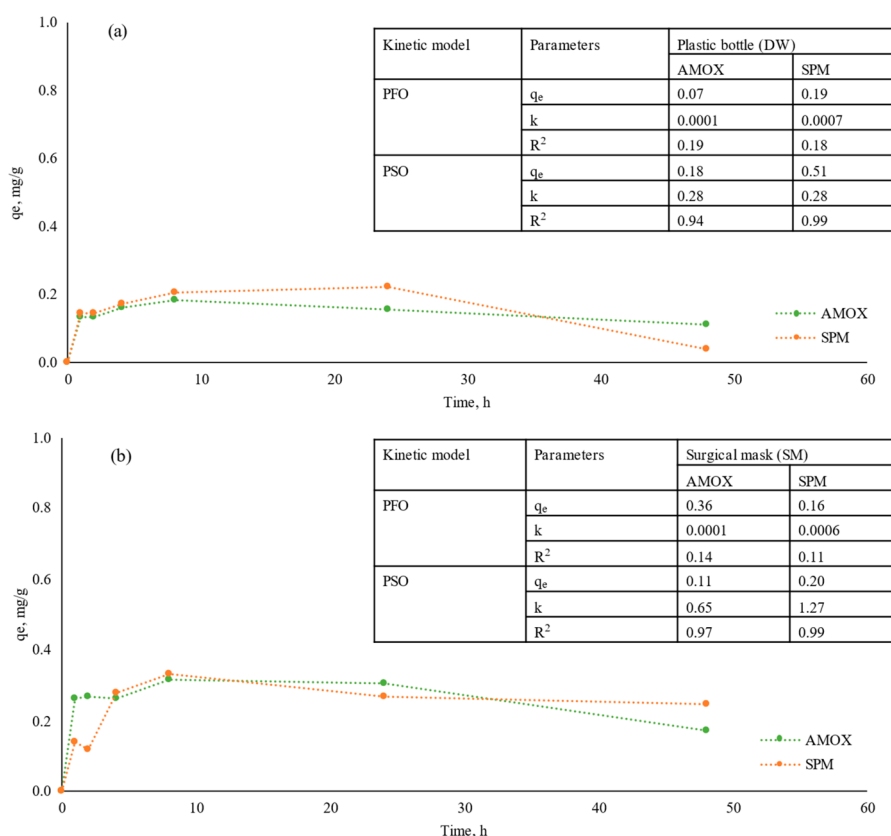 (a)
1.0
0.8
0.6
0.4
0.2
0.0
qe, mg/g
0 10 20 30 40 50 60
Time, h
Kinetic model Parameters Plastic bottle (DW)
AMOX SPM
PFO qₑ 0.07 0.19
k 0.0001 0.0007
R² 0.19 0.18
PSO qₑ 0.18 0.51
k 0.28 0.28
R² 0.94 0.99
AMOX
SPM
(b)
1.0
0.8
0.6
0.4
0.2
0.0
qe, mg/g
0 10 20 30 40 50 60
Time, h
Kinetic model Parameters Surgical mask (SM)
AMOX SPM
PFO qₑ 0.36 0.16
k 0.0001 0.0006
R² 0.14 0.11
PSO qₑ 0.11 0.20
k 0.65 1.27
R² 0.97 0.99
AMOX
SPM